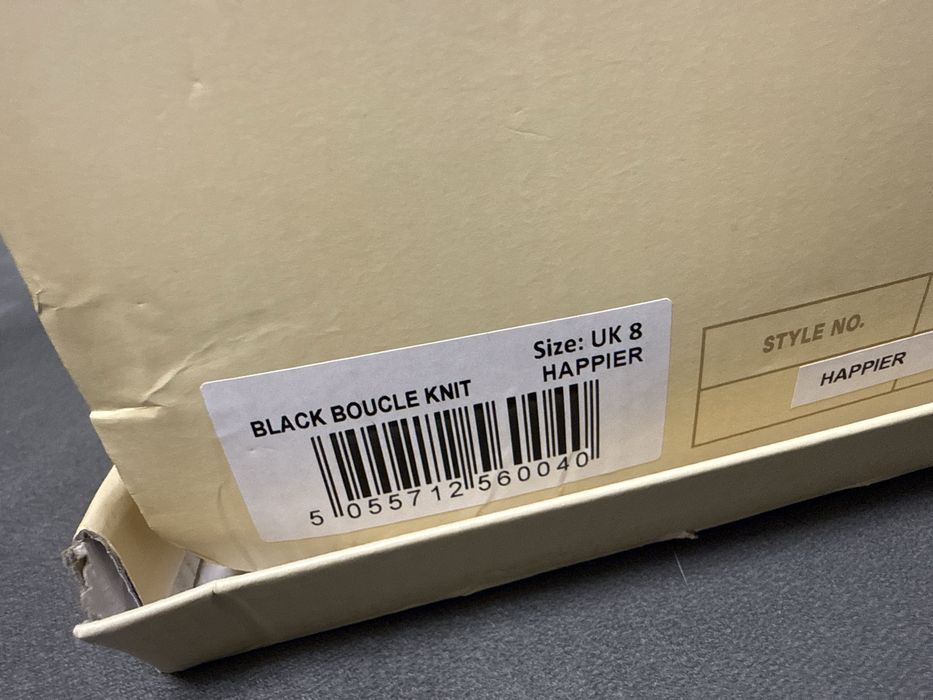 Size: UK 8
BLACK BOUCLE KNIT HAPPIER
5 055712 560040
STYLE NO.
HAPPIER